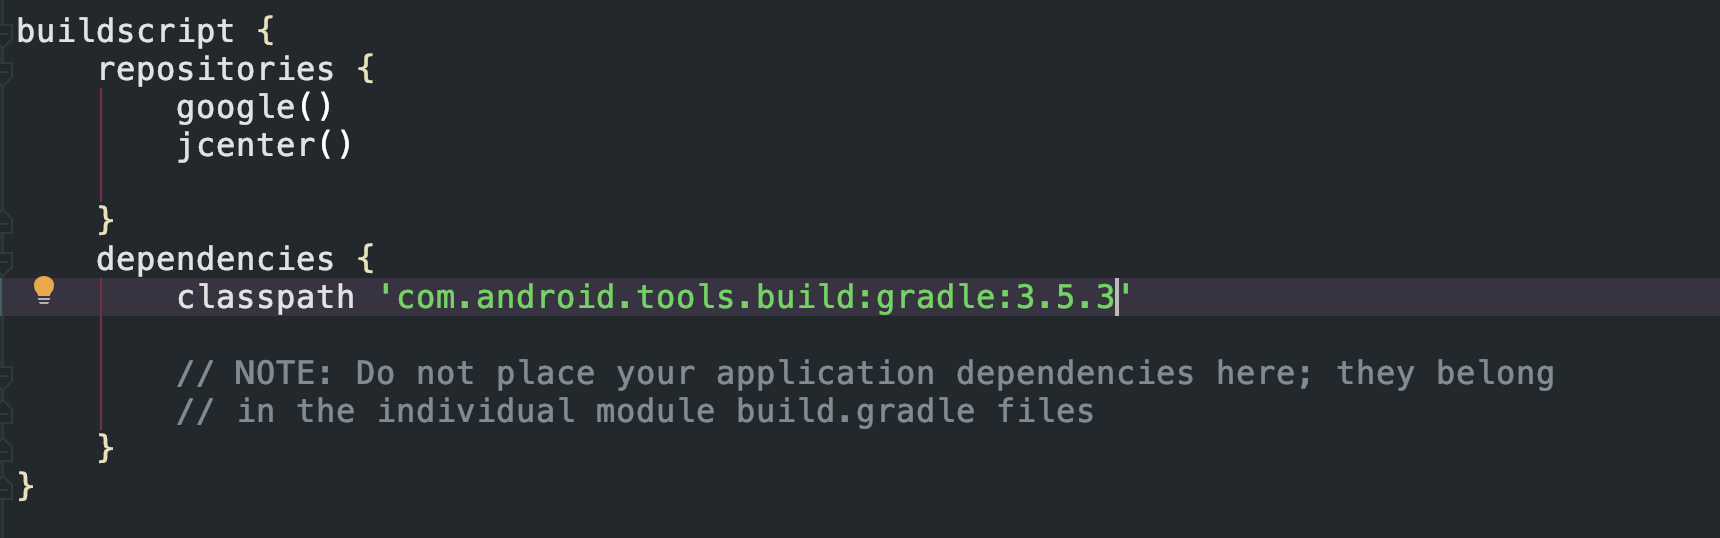 buildscript {
    repositories {
        google()
        jcenter()
    }
    dependencies {
        classpath 'com.android.tools.build:gradle:3.5.3'
        // NOTE: Do not place your application dependencies here; they belong
        // in the individual module build.gradle files
    }
}